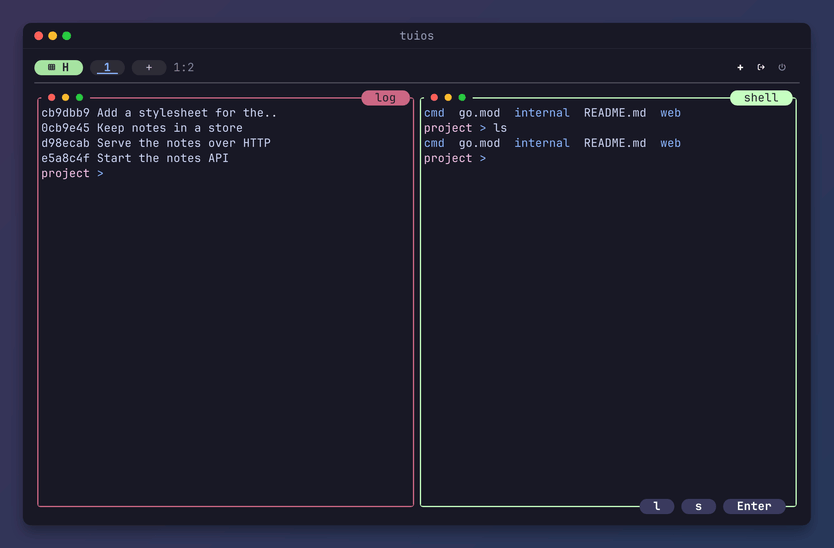 tuios
H 1 + 1:2
log
cb9dbb9 Add a stylesheet for the..
0cb9e45 Keep notes in a store
d98ecab Serve the notes over HTTP
e5a8c4f Start the notes API
project >
shell
cmd go.mod internal README.md web
project > ls
cmd go.mod internal README.md web
project >
l s Enter